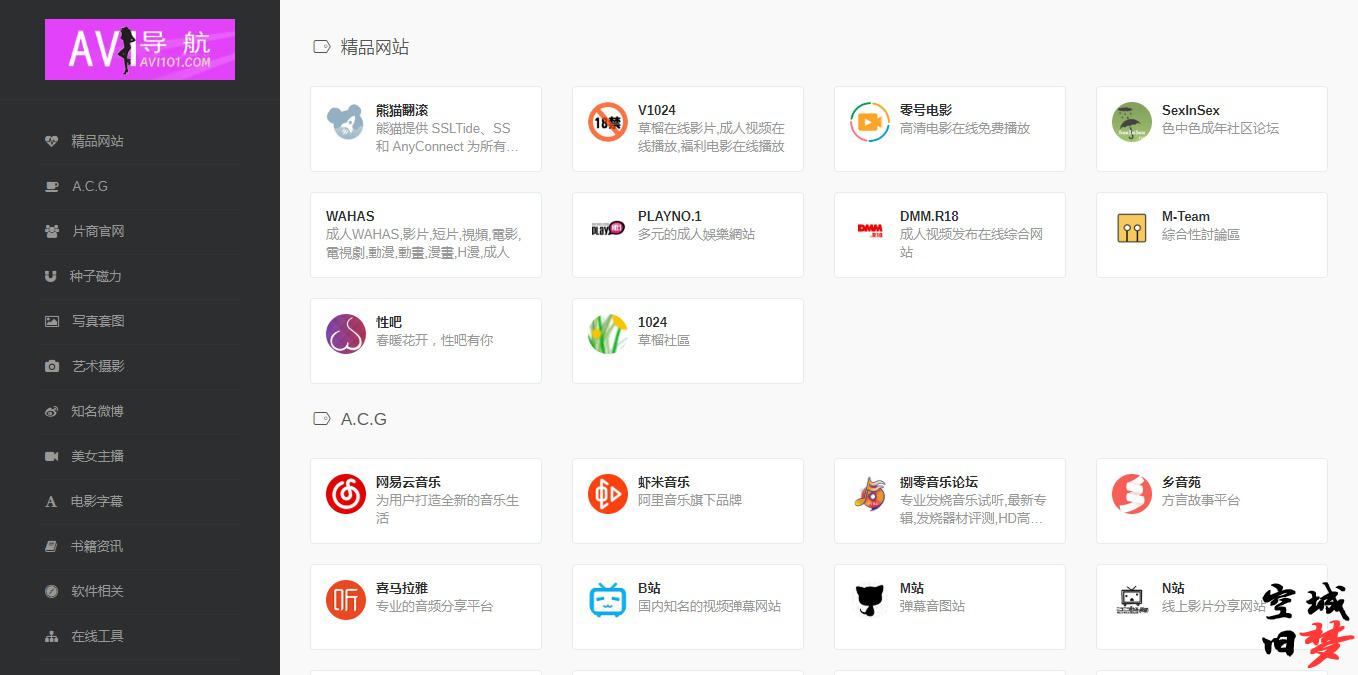 AVI导航
AVI101.COM
精品网站
A.C.G
片商官网
种子磁力
写真套图
艺术摄影
知名微博
美女主播
电影字幕
书籍资讯
软件相关
在线工具
精品网站
熊猫翻滚
熊猫提供 SSLTide、SS
和 AnyConnect 为所有…
18禁
V1024
草榴在线影片,成人视频在
线播放,福利电影在线播放
零号电影
高清电影在线免费播放
SexInSex
SexInSex
色中色成年社区论坛
WAHAS
成人WAHAS,影片,短片,視頻,電影,
電視劇,動漫,動畫,漫畫,H漫,成人
PLAY NO.1
PLAYNO.1
多元的成人娛樂網站
DMM.R18
DMM.R18
成人视频发布在线综合网
站
M-Team
綜合性討論區
性吧
春暖花开，性吧有你
1024
草榴社區
A.C.G
网易云音乐
为用户打造全新的音乐生
活
虾米音乐
阿里音乐旗下品牌
捌零音乐论坛
专业发烧音乐试听,最新专
辑,发烧器材评测,HD高…
乡音苑
方言故事平台
听
喜马拉雅
专业的音频分享平台
B站
国内知名的视频弹幕网站
M站
弹幕音图站
N站
线上影片分享网站
空城
旧梦